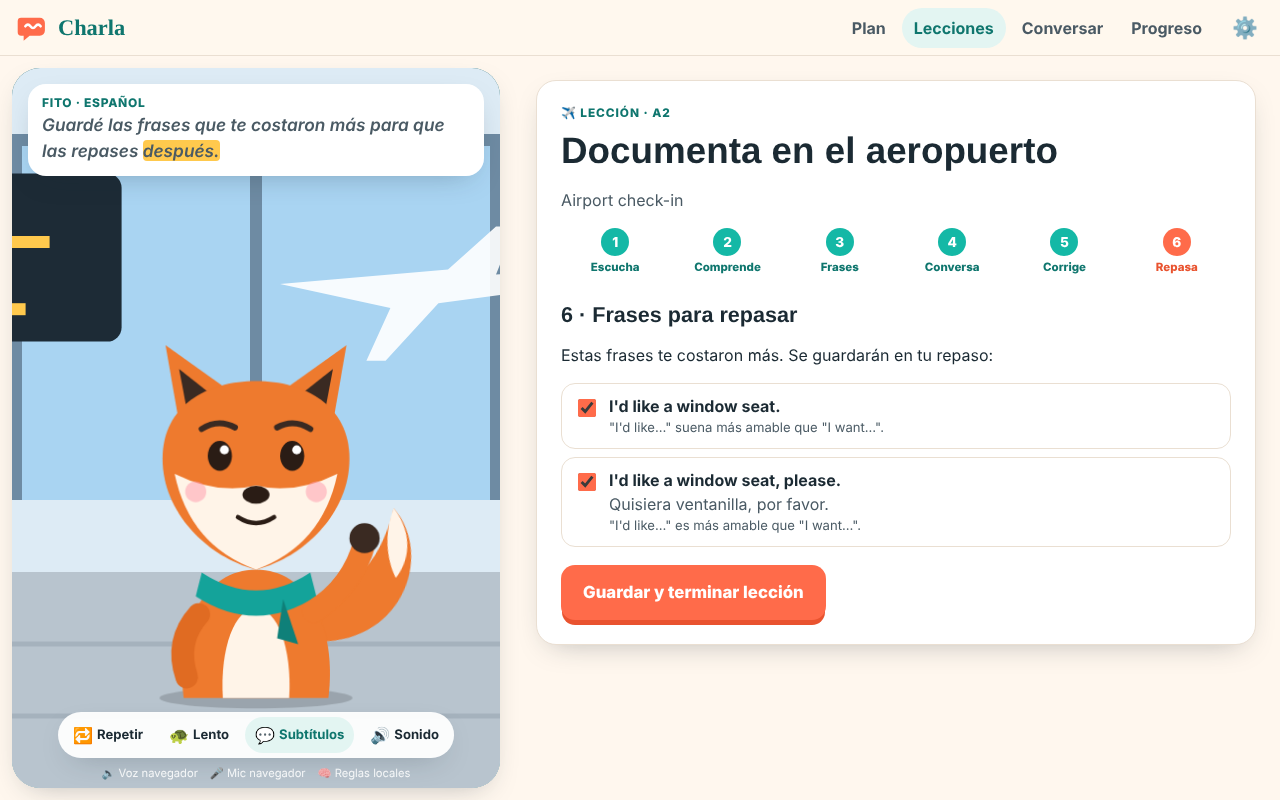 Charla
Plan
Lecciones
Conversar
Progreso
FITO · ESPAÑOL
Guardé las frases que te costaron más para que
las repases después.
Repetir
Lento
Subtítulos
Sonido
Voz navegador
Mic navegador
Reglas locales
LECCIÓN · A2
Documenta en el aeropuerto
Airport check-in
1
Escucha
2
Comprende
3
Frases
4
Conversa
5
Corrige
6
Repasa
6 · Frases para repasar
Estas frases te costaron más. Se guardarán en tu repaso:
I'd like a window seat.
"I'd like…" suena más amable que "I want…".
I'd like a window seat, please.
Quisiera ventanilla, por favor.
"I'd like…" es más amable que "I want…".
Guardar y terminar lección